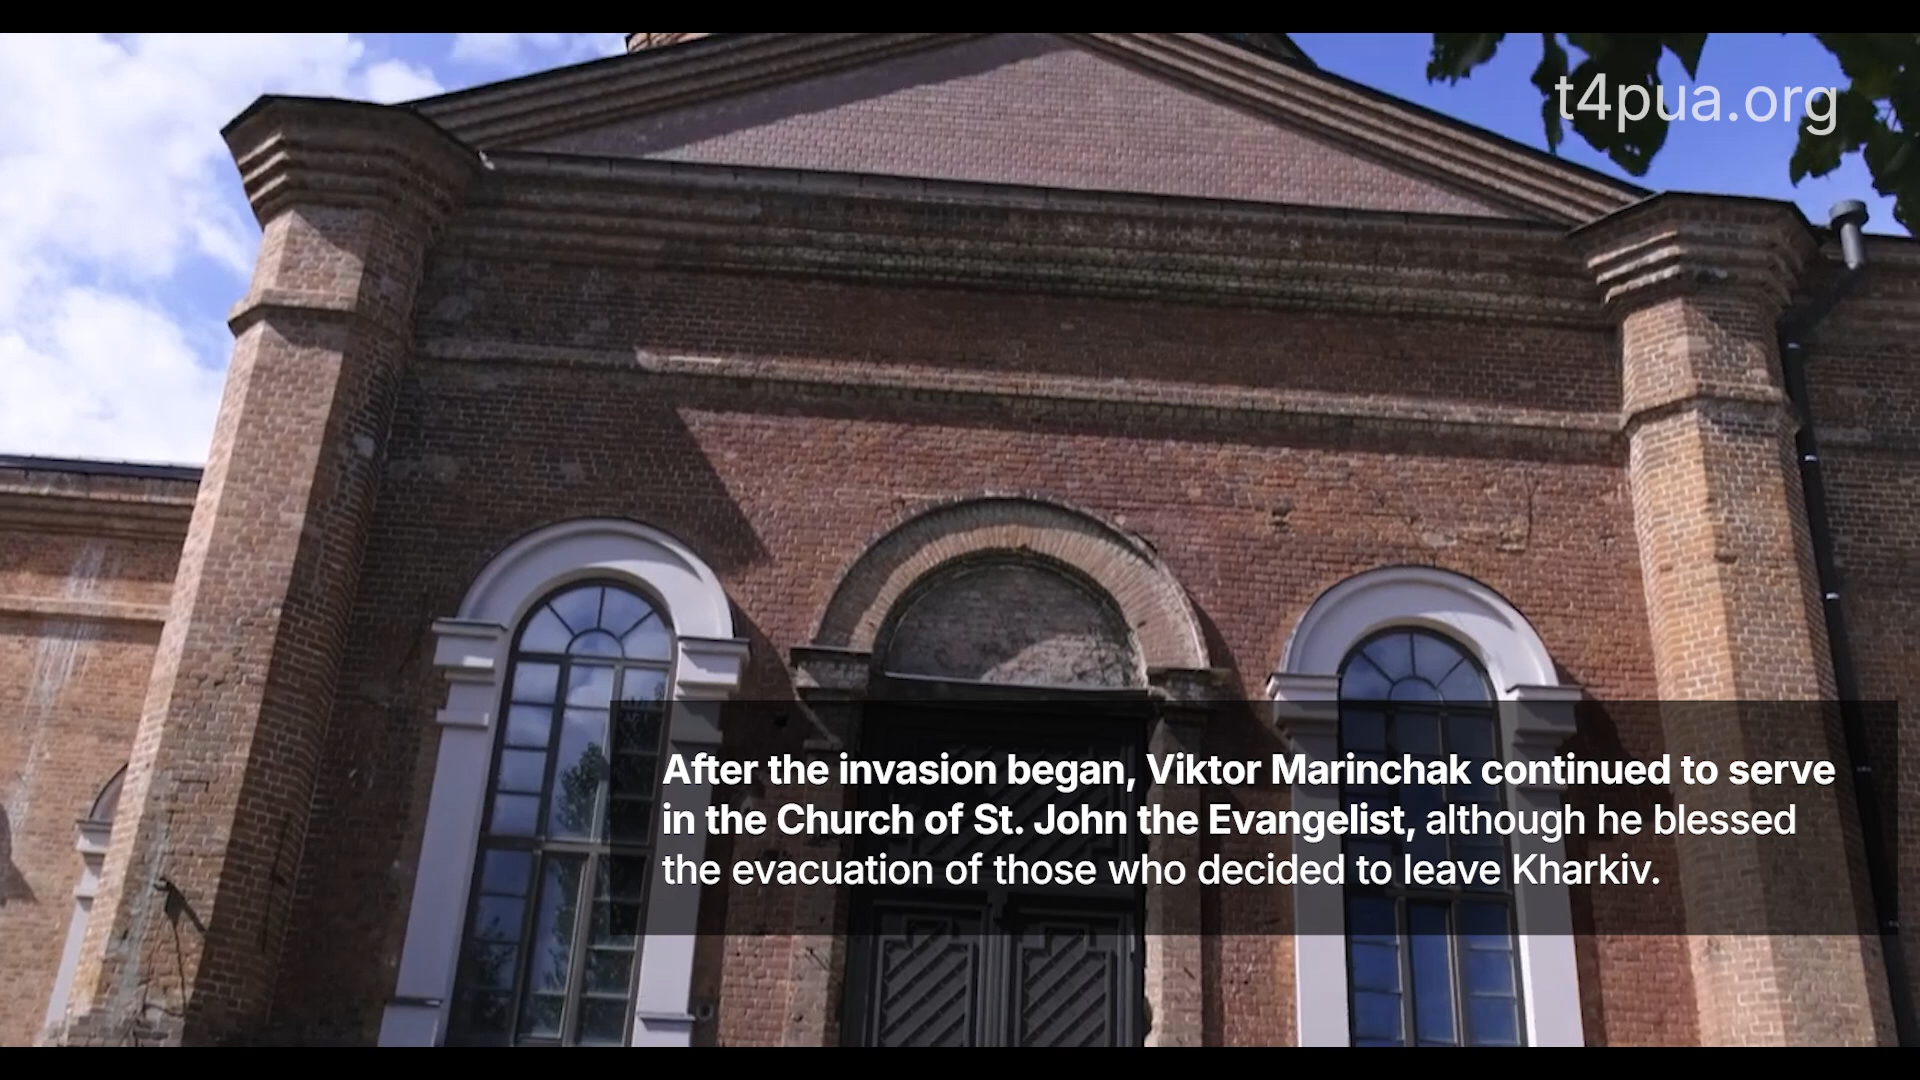 t4pua.org
After the invasion began, Viktor Marinchak continued to serve
in the Church of St. John the Evangelist, although he blessed
the evacuation of those who decided to leave Kharkiv.